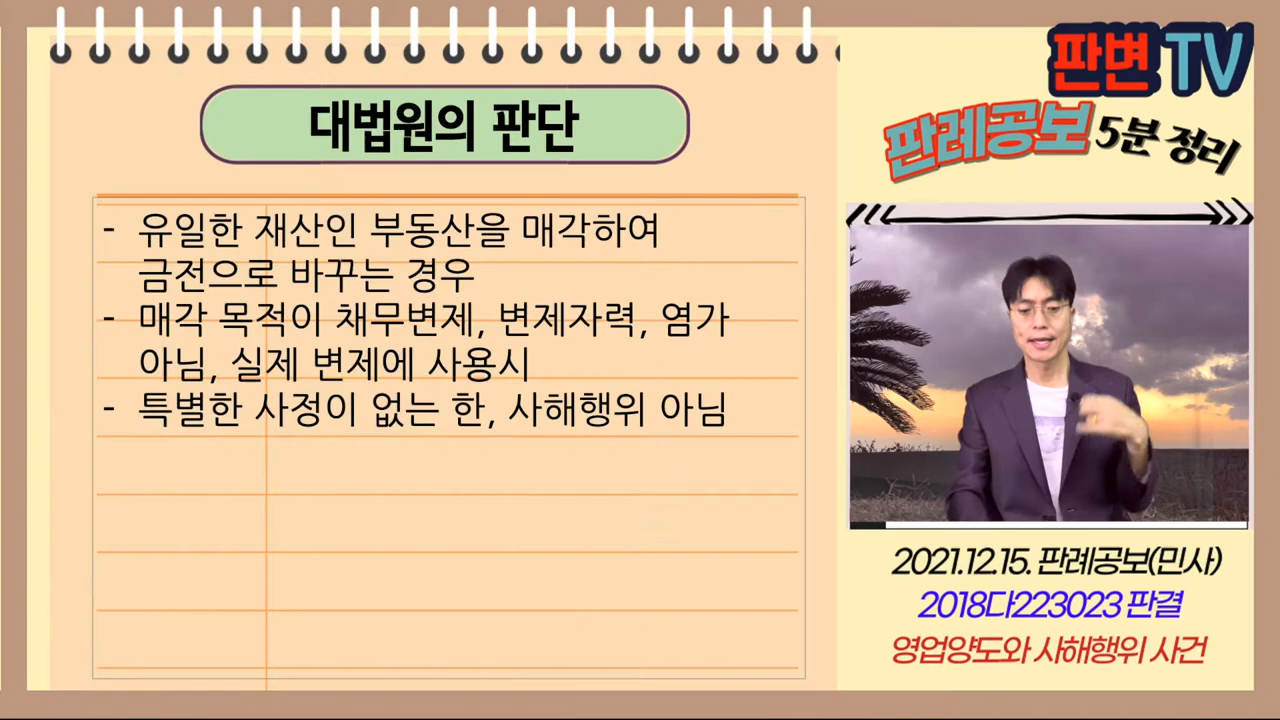 대법원의 판단
- 유일한 재산인 부동산을 매각하여
금전으로 바꾸는 경우
- 매각 목적이 채무변제, 변제자력, 염가
아님, 실제 변제에 사용시
- 특별한 사정이 없는 한, 사해행위 아님
판변 TV
판례공보 5분 정리
2021.12.15. 판례공보(민사)
2018다223023 판결
영업양도와 사해행위 사건